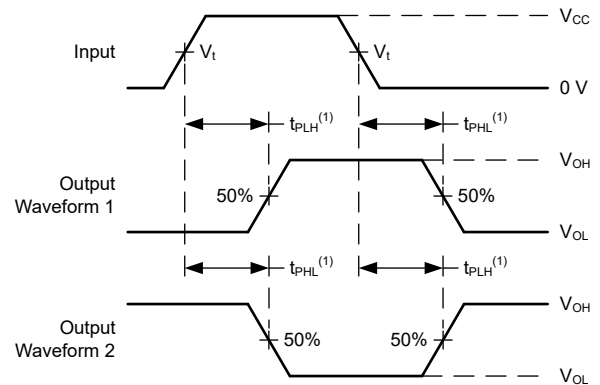 V_CC
Input
V_t
V_t
0 V
t_PLH^(1)
t_PHL^(1)
V_OH
Output
Waveform 1
50%
50%
V_OL
t_PHL^(1)
t_PLH^(1)
V_OH
Output
Waveform 2
50%
50%
V_OL